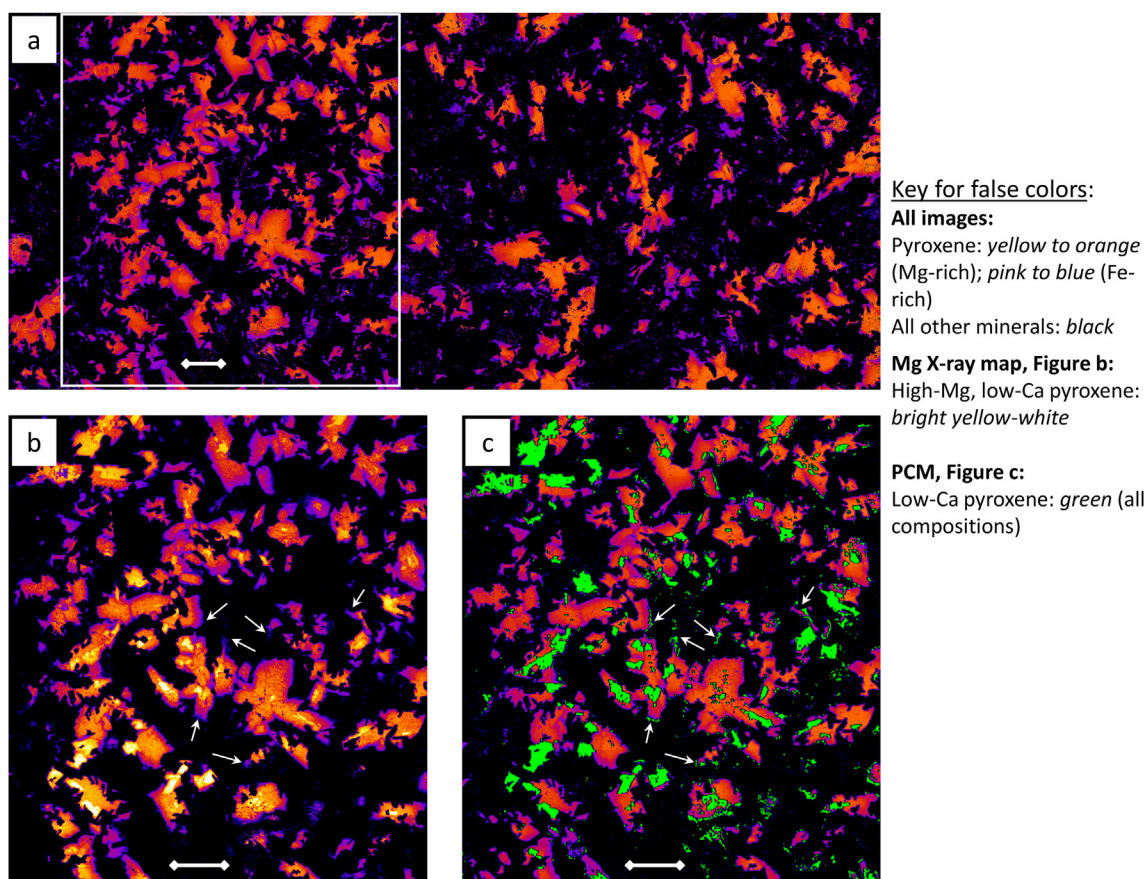 a
Key for false colors:
All images:
Pyroxene: yellow to orange
(Mg-rich); pink to blue (Fe-
rich)
All other minerals: black
Mg X-ray map, Figure b:
High-Mg, low-Ca pyroxene:
bright yellow-white
PCM, Figure c:
Low-Ca pyroxene: green (all
compositions)
b
c